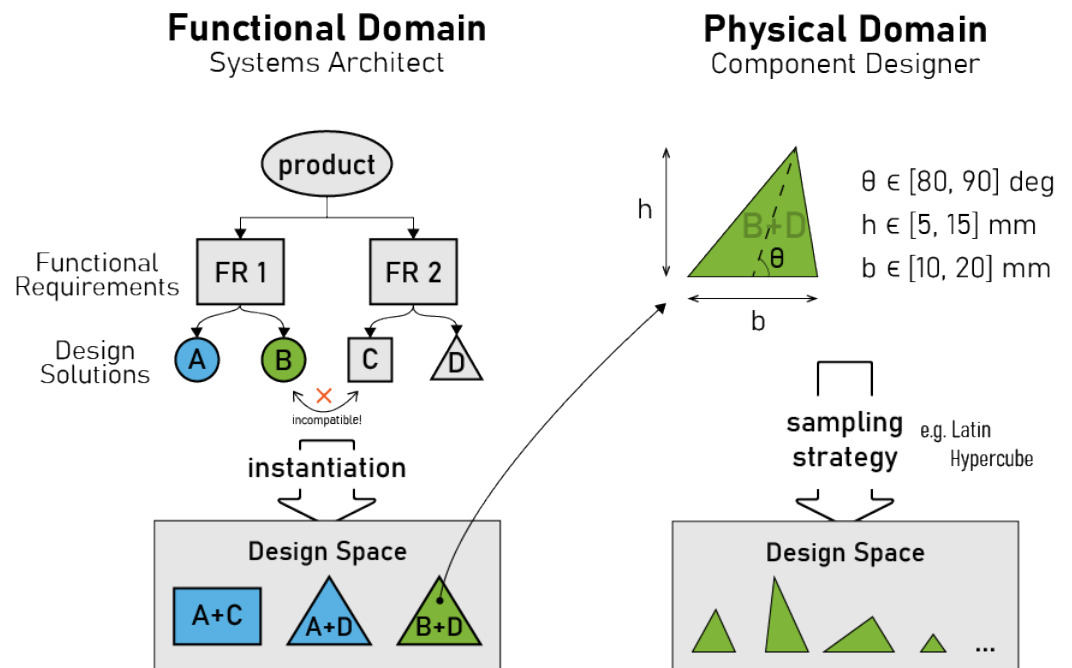 Functional Domain
Systems Architect
product
Functional
Requirements
FR 1
FR 2
Design
Solutions
A
B
C
D
incompatible!
instantiation
Design Space
A+C
A+D
B+D
Physical Domain
Component Designer
h
B+D
θ
b
θ ϵ [80, 90] deg
h ϵ [5, 15] mm
b ϵ [10, 20] mm
sampling
strategy
e.g. Latin
Hypercube
Design Space
...